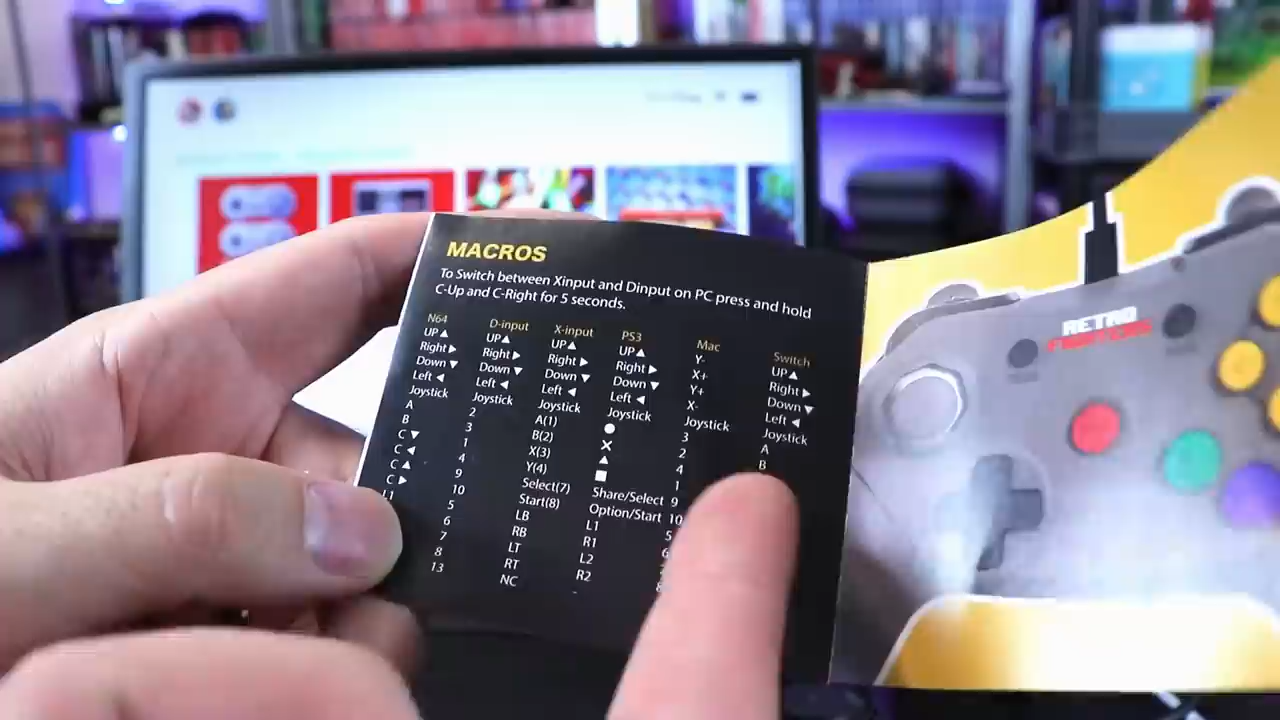 MACROS
To Switch between Xinput and Dinput on PC press and hold
C-Up and C-Right for 5 seconds.
N64 D-input X-input PS3 Mac Switch
UP▲ UP▲ UP▲ UP▲ Y- UP▲
Right▶ Right▶ Right▶ Right▶ X+ Right▶
Down▼ Down▼ Down▼ Down▼ Y+ Down▼
Left◀ Left◀ Left◀ Left◀ X- Left◀
Joystick Joystick Joystick Joystick Joystick Joystick
A 2 A(1) ● 3 A
B 3 B(2) ✕ 2 B
C▼ 1 X(3) ▲ 4
C◀ 4 Y(4) ■ 1
C▲ 9 Select(7) Share/Select 9
C▶ 10 Start(8) Option/Start 10
L1 5 LB L1 5
6 RB R1
7 LT L2
8 RT R2
13 NC -
RETRO
FIGHTERS